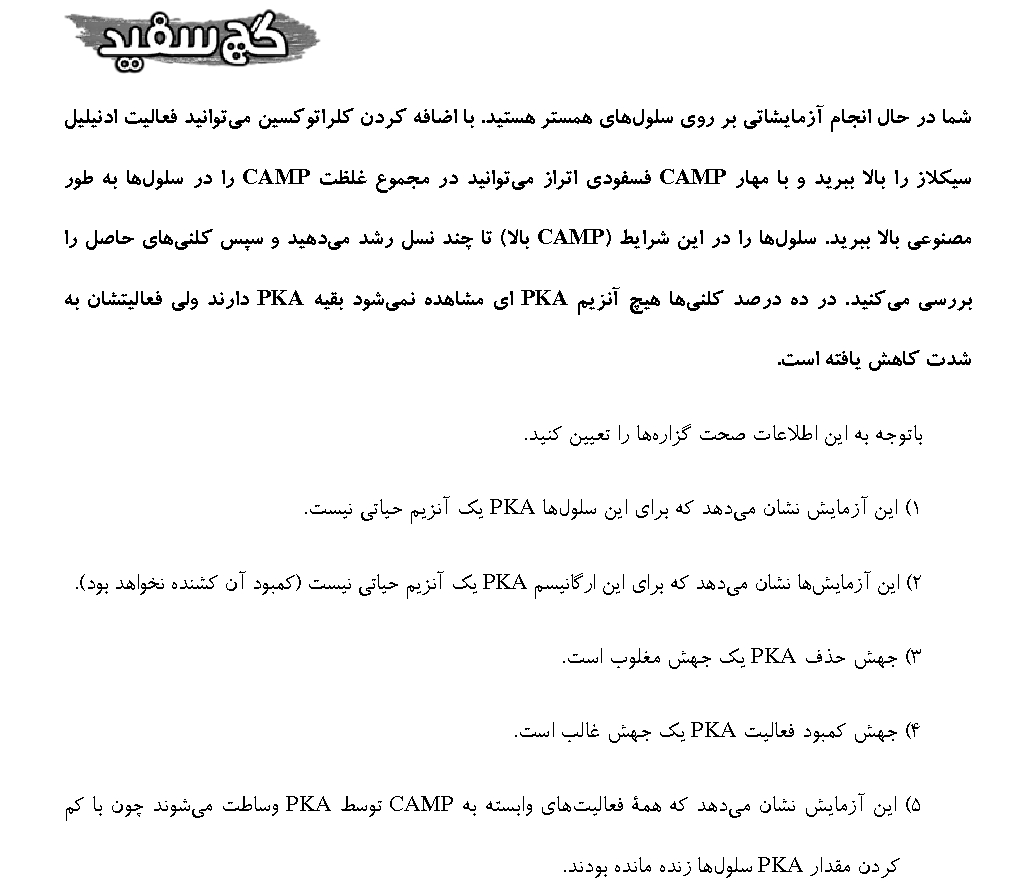 گچ سفید
شما در حال انجام آزمایشاتی بر روی سلول‌های همستر هستید. با اضافه کردن کلراتوکسین می‌توانید فعالیت ادنیلیل
سیکلاز را بالا ببرید و با مهار CAMP فسفودی اتراز می‌توانید در مجموع غلظت CAMP را در سلول‌ها به طور
مصنوعی بالا ببرید. سلول‌ها را در این شرایط (CAMP بالا) تا چند نسل رشد می‌دهید و سپس کلنی‌های حاصل را
بررسی می‌کنید. در ده درصد کلنی‌ها هیچ آنزیم PKA ای مشاهده نمی‌شود بقیه PKA دارند ولی فعالیتشان به
شدت کاهش یافته است.
باتوجه به این اطلاعات صحت گزاره‌ها را تعیین کنید.
۱) این آزمایش نشان می‌دهد که برای این سلول‌ها PKA یک آنزیم حیاتی نیست.
۲) این آزمایش‌ها نشان می‌دهد که برای این ارگانیسم PKA یک آنزیم حیاتی نیست (کمبود آن کشنده نخواهد بود).
۳) جهش حذف PKA یک جهش مغلوب است.
۴) جهش کمبود فعالیت PKA یک جهش غالب است.
۵) این آزمایش نشان می‌دهد که همهٔ فعالیت‌های وابسته به CAMP توسط PKA وساطت می‌شوند چون با کم
کردن مقدار PKA سلول‌ها زنده مانده بودند.